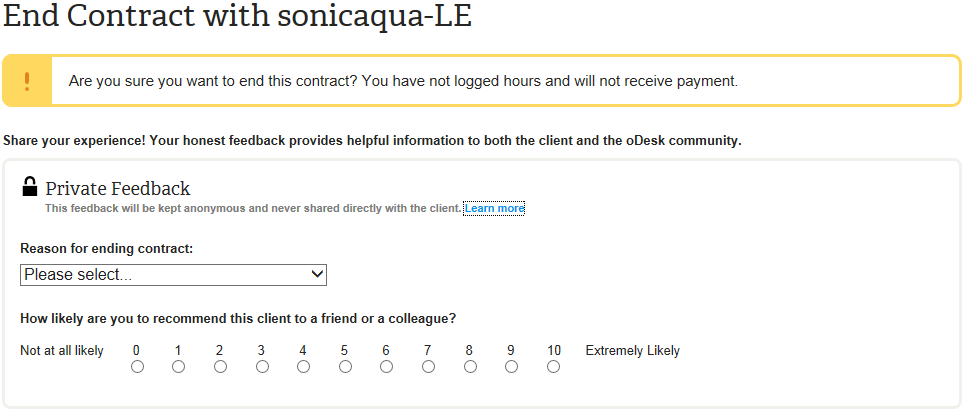 End Contract with sonicaqua-LE
! Are you sure you want to end this contract? You have not logged hours and will not receive payment.
Share your experience! Your honest feedback provides helpful information to both the client and the oDesk community.
Private Feedback
This feedback will be kept anonymous and never shared directly with the client. Learn more
Reason for ending contract:
Please select...
How likely are you to recommend this client to a friend or a colleague?
Not at all likely 0 1 2 3 4 5 6 7 8 9 10 Extremely Likely